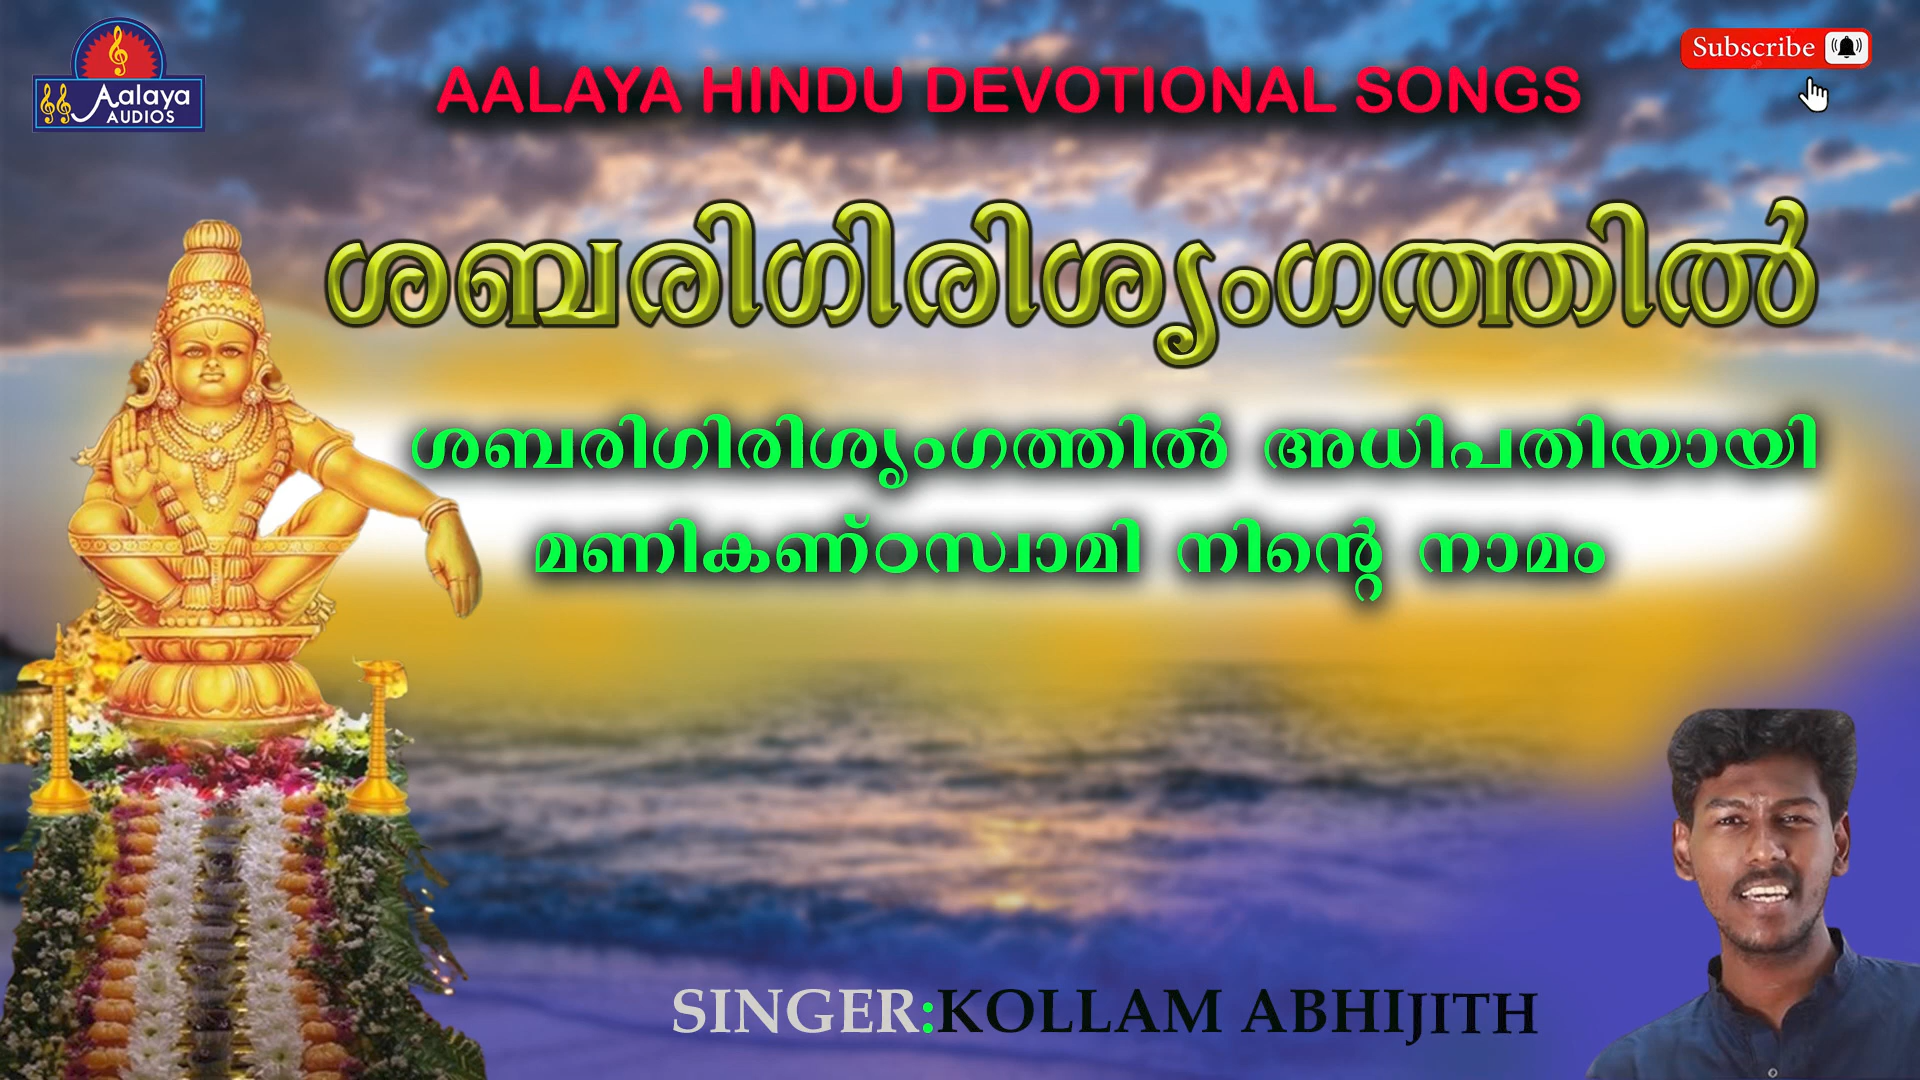 Aalaya
AUDIOS
AALAYA HINDU DEVOTIONAL SONGS
Subscribe
ശബരിഗിരിശൃംഗത്തിൽ
ശബരിഗിരിശൃംഗത്തിൽ അധിപതിയായി
മണികണ്ഠസ്വാമി നിന്റെ നാമം
SINGER:KOLLAM ABHIJITH